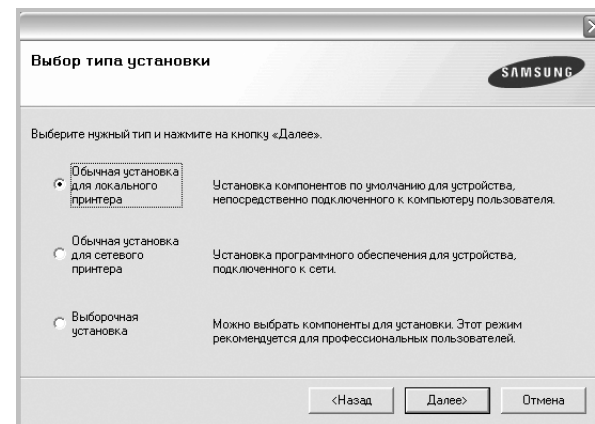 Выбор типа установки
SAMSUNG
Выберите нужный тип и нажмите на кнопку «Далее».
Обычная установка
для локального
принтера
Установка компонентов по умолчанию для устройства,
непосредственно подключенного к компьютеру пользователя.
Обычная установка
для сетевого
принтера
Установка программного обеспечения для устройства,
подключенного к сети.
Выборочная
установка
Можно выбрать компоненты для установки. Этот режим
рекомендуется для профессиональных пользователей.
<Назад
Далее>
Отмена